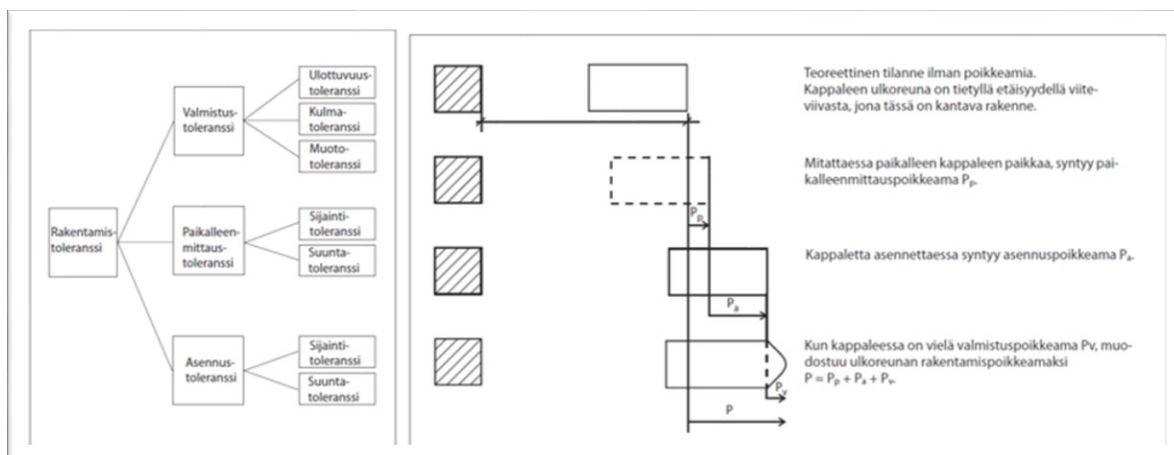 Rakentamis-
toleranssi
Valmistus-
toleranssi
Ulottuvuus-
toleranssi
Kulma-
toleranssi
Muoto-
toleranssi
Paikalleen-
mittaus-
toleranssi
Sijainti-
toleranssi
Suunta-
toleranssi
Asennus-
toleranssi
Sijainti-
toleranssi
Suunta-
toleranssi
Teoreettinen tilanne ilman poikkeamia.
Kappaleen ulkoreuna on tietyllä etäisyydellä viite-
viivasta, jona tässä on kantava rakenne.
Mitattaessa paikalleen kappaleen paikkaa, syntyy pai-
kalleenmittauspoikkeama Pp.
Pp
Kappaletta asennettaessa syntyy asennuspoikkeama Pa.
Pa
Kun kappaleessa on vielä valmistuspoikkeama Pv, muo-
dostuu ulkoreunan rakentamispoikkeamaksi
P = Pp + Pa + Pv.
Pv
P